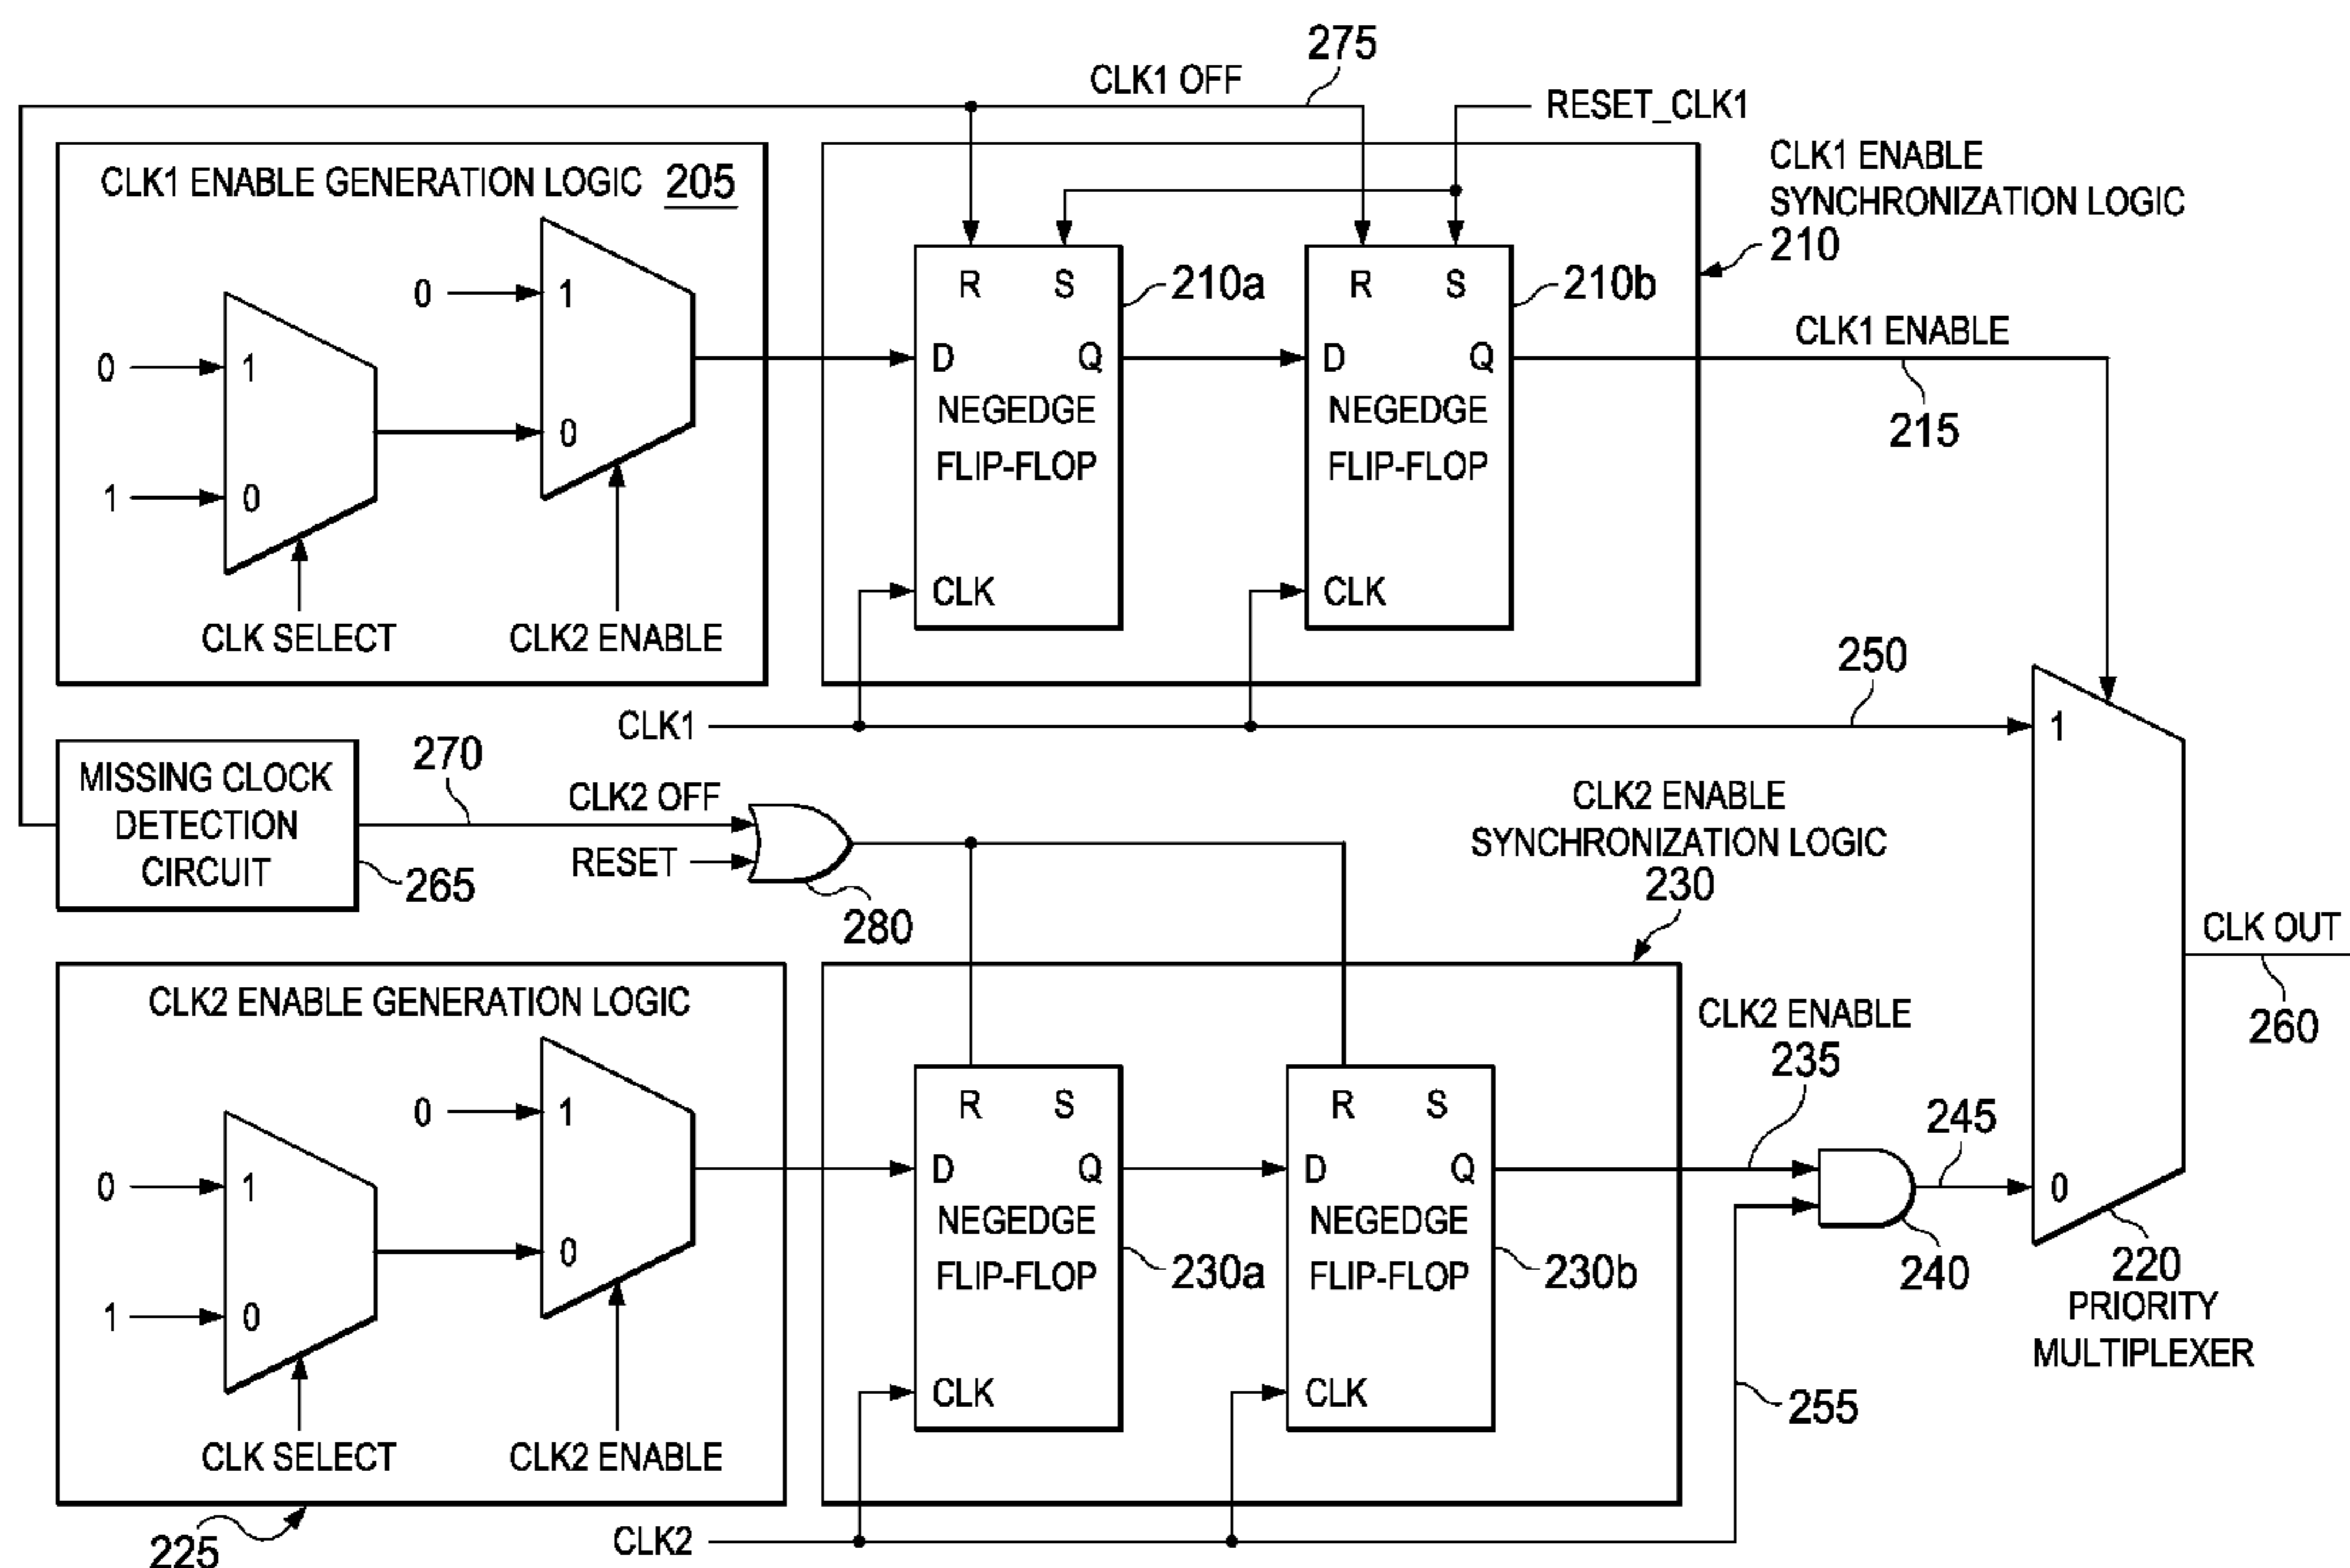 275
CLK1 OFF
RESET_CLK1
CLK1 ENABLE GENERATION LOGIC 205
CLK1 ENABLE
SYNCHRONIZATION LOGIC
210
0
1
0
1
0
1
0
CLK SELECT
CLK2 ENABLE
R S
D Q
NEGEDGE
FLIP-FLOP
CLK
210a
R S
D Q
NEGEDGE
FLIP-FLOP
CLK
210b
CLK1 ENABLE
215
CLK1
250
1
MISSING CLOCK
DETECTION
CIRCUIT
265
270
CLK2 OFF
RESET
280
CLK2 ENABLE
SYNCHRONIZATION LOGIC
230
CLK OUT
260
CLK2 ENABLE GENERATION LOGIC
0
1
0
1
0
1
0
CLK SELECT
CLK2 ENABLE
225
R S
D Q
NEGEDGE
FLIP-FLOP
CLK
230a
R S
D Q
NEGEDGE
FLIP-FLOP
CLK
230b
CLK2 ENABLE
235
245
0
240
220
PRIORITY
MULTIPLEXER
255
CLK2